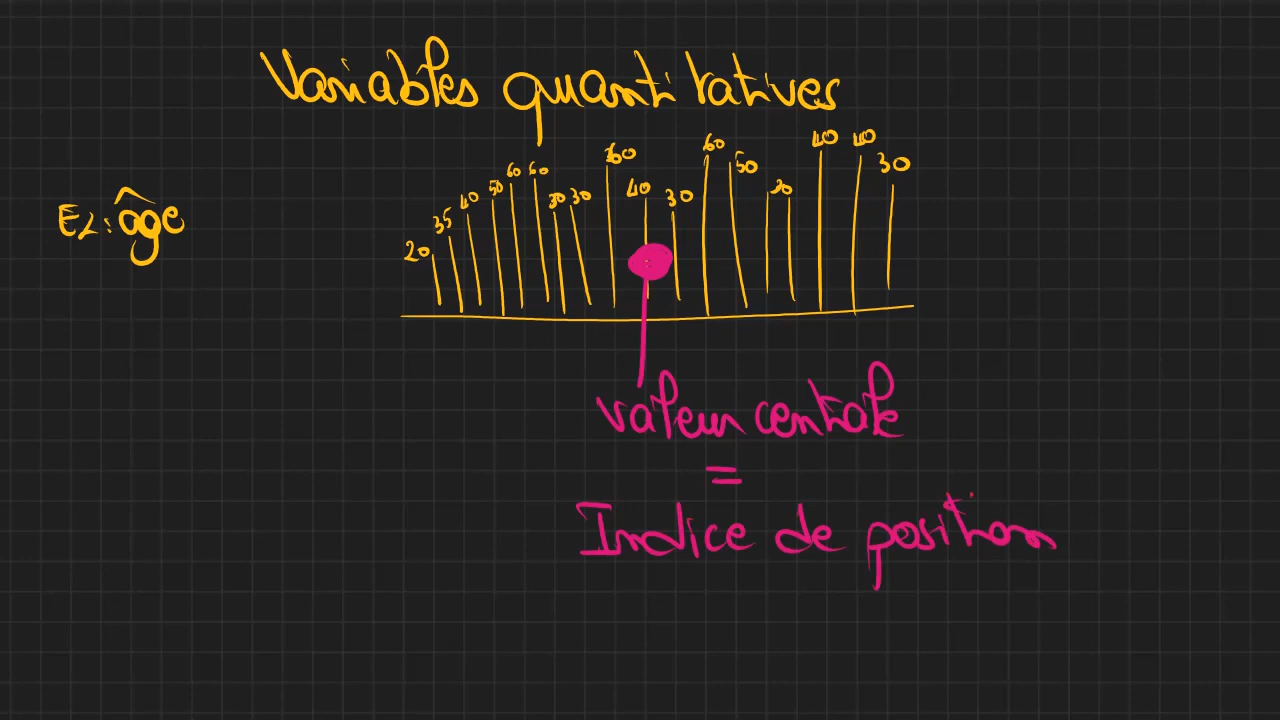 Variables quantitatives
Ex: âge
20 35 40 50 60 60 30 30 60 40 30 60 50 20 40 40 30
valeur centrale
=
Indice de position